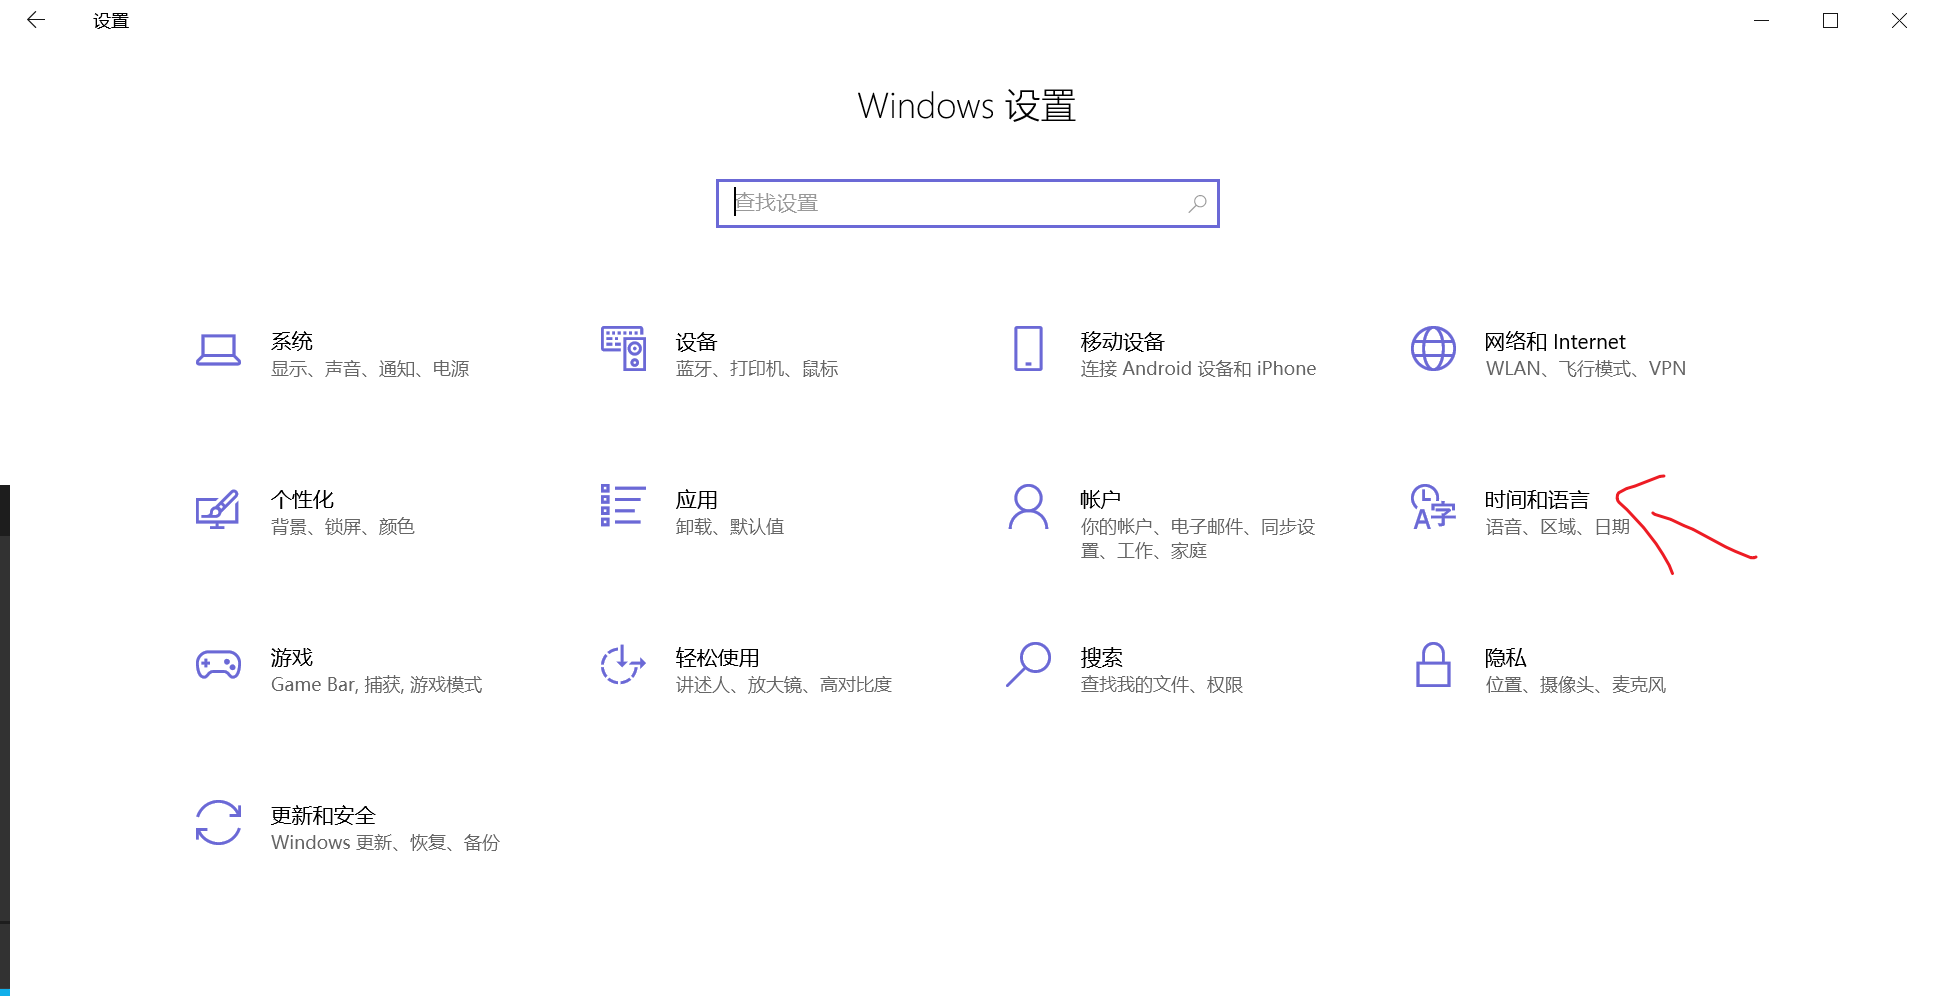 设置
Windows 设置
查找设置
系统
显示、声音、通知、电源
设备
蓝牙、打印机、鼠标
移动设备
连接 Android 设备和 iPhone
网络和 Internet
WLAN、飞行模式、VPN
个性化
背景、锁屏、颜色
应用
卸载、默认值
帐户
你的帐户、电子邮件、同步设
置、工作、家庭
时间和语言
语音、区域、日期
游戏
Game Bar, 捕获, 游戏模式
轻松使用
讲述人、放大镜、高对比度
搜索
查找我的文件、权限
隐私
位置、摄像头、麦克风
更新和安全
Windows 更新、恢复、备份